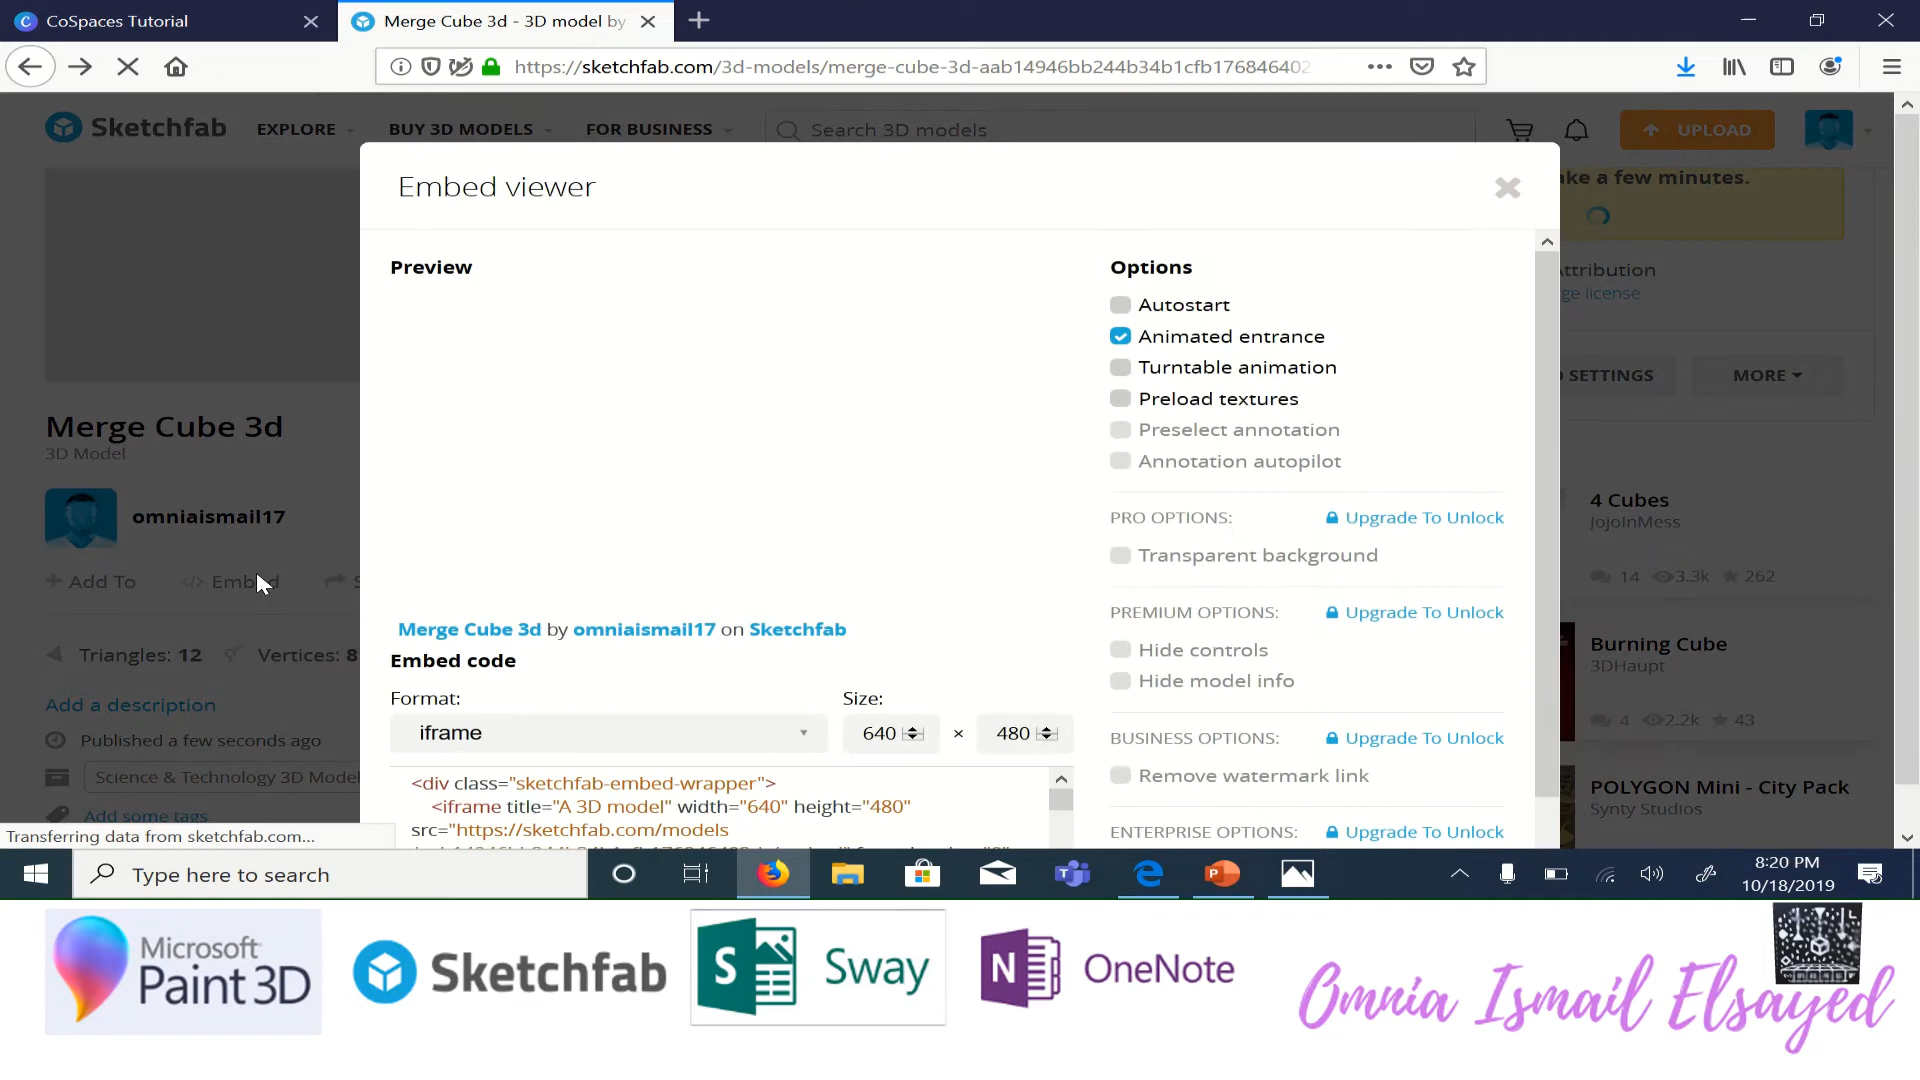 CoSpaces Tutorial
Merge Cube 3d - 3D model by
https://sketchfab.com/3d-models/merge-cube-3d-aab14946bb244b34b1cfb176846402
Sketchfab
EXPLORE
BUY 3D MODELS
FOR BUSINESS
Search 3D models
UPLOAD
Embed viewer
ke a few minutes.
Preview
Options
Autostart
Animated entrance
Turntable animation
Preload textures
Preselect annotation
Annotation autopilot
PRO OPTIONS: Upgrade To Unlock
Transparent background
PREMIUM OPTIONS: Upgrade To Unlock
Hide controls
Hide model info
BUSINESS OPTIONS: Upgrade To Unlock
Remove watermark link
ENTERPRISE OPTIONS: Upgrade To Unlock
Merge Cube 3d by omniaismail17 on Sketchfab
Embed code
Format: Size:
iframe 640 × 480
<div class="sketchfab-embed-wrapper">
<iframe title="A 3D model" width="640" height="480"
src="https://sketchfab.com/models
Merge Cube 3d
3D Model
omniaismail17
Add To </> Embed S
Triangles: 12 Vertices: 8
Add a description
Published a few seconds ago
Science & Technology 3D Model
Add some tags
Transferring data from sketchfab.com...
ttribution
ge license
SETTINGS MORE
4 Cubes
JojoInMess
14 3.3k 262
Burning Cube
3DHaupt
4 2.2k 43
POLYGON Mini - City Pack
Synty Studios
Type here to search
8:20 PM
10/18/2019
Microsoft
Paint 3D
Sketchfab
S Sway
N OneNote
Omnia Ismail Elsayed